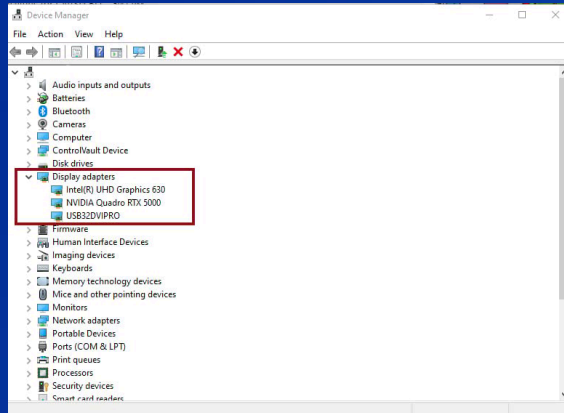 Device Manager
File Action View Help
Audio inputs and outputs
Batteries
Bluetooth
Cameras
Computer
ControlVault Device
Disk drives
Display adapters
Intel(R) UHD Graphics 630
NVIDIA Quadro RTX 5000
USB32DVIPRO
Firmware
Human Interface Devices
Imaging devices
Keyboards
Memory technology devices
Mice and other pointing devices
Monitors
Network adapters
Portable Devices
Ports (COM & LPT)
Print queues
Processors
Security devices
Smart card readers